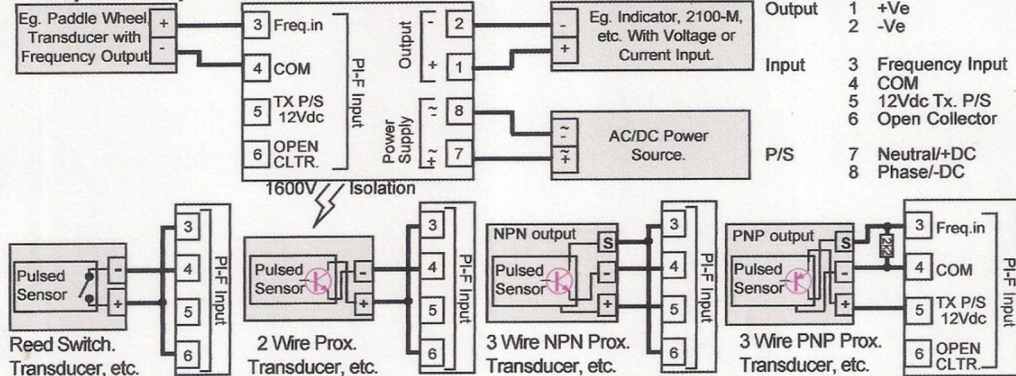 Eg. Paddle Wheel
Transducer with
Frequency Output
+
-
3 Freq.in
4 COM
5 TX P/S
12Vdc
6 OPEN
CLTR.
PI-F Input
Output
- 2
+ 1
Power
Supply
~ 8
~
+ 7
-
+
Eg. Indicator, 2100-M,
etc. With Voltage or
Current Input.
~
-
~
+
AC/DC Power
Source.
Output 1 +Ve
2 -Ve
Input 3 Frequency Input
4 COM
5 12Vdc Tx. P/S
6 Open Collector
P/S 7 Neutral/+DC
8 Phase/-DC
1600V Isolation
Pulsed
Sensor
-
+
3
4
5
6
PI-F Input
Reed Switch.
Transducer, etc.
Pulsed
Sensor
-
+
3
4
5
6
PI-F Input
2 Wire Prox.
Transducer, etc.
NPN output
S
Pulsed
Sensor
-
+
3
4
5
6
PI-F Input
3 Wire NPN Prox.
Transducer, etc.
PNP output
S
Pulsed
Sensor
-
+
2K2
3 Freq.in
4 COM
5 TX P/S
12Vdc
6 OPEN
CLTR.
PI-F Input
3 Wire PNP Prox.
Transducer, etc.